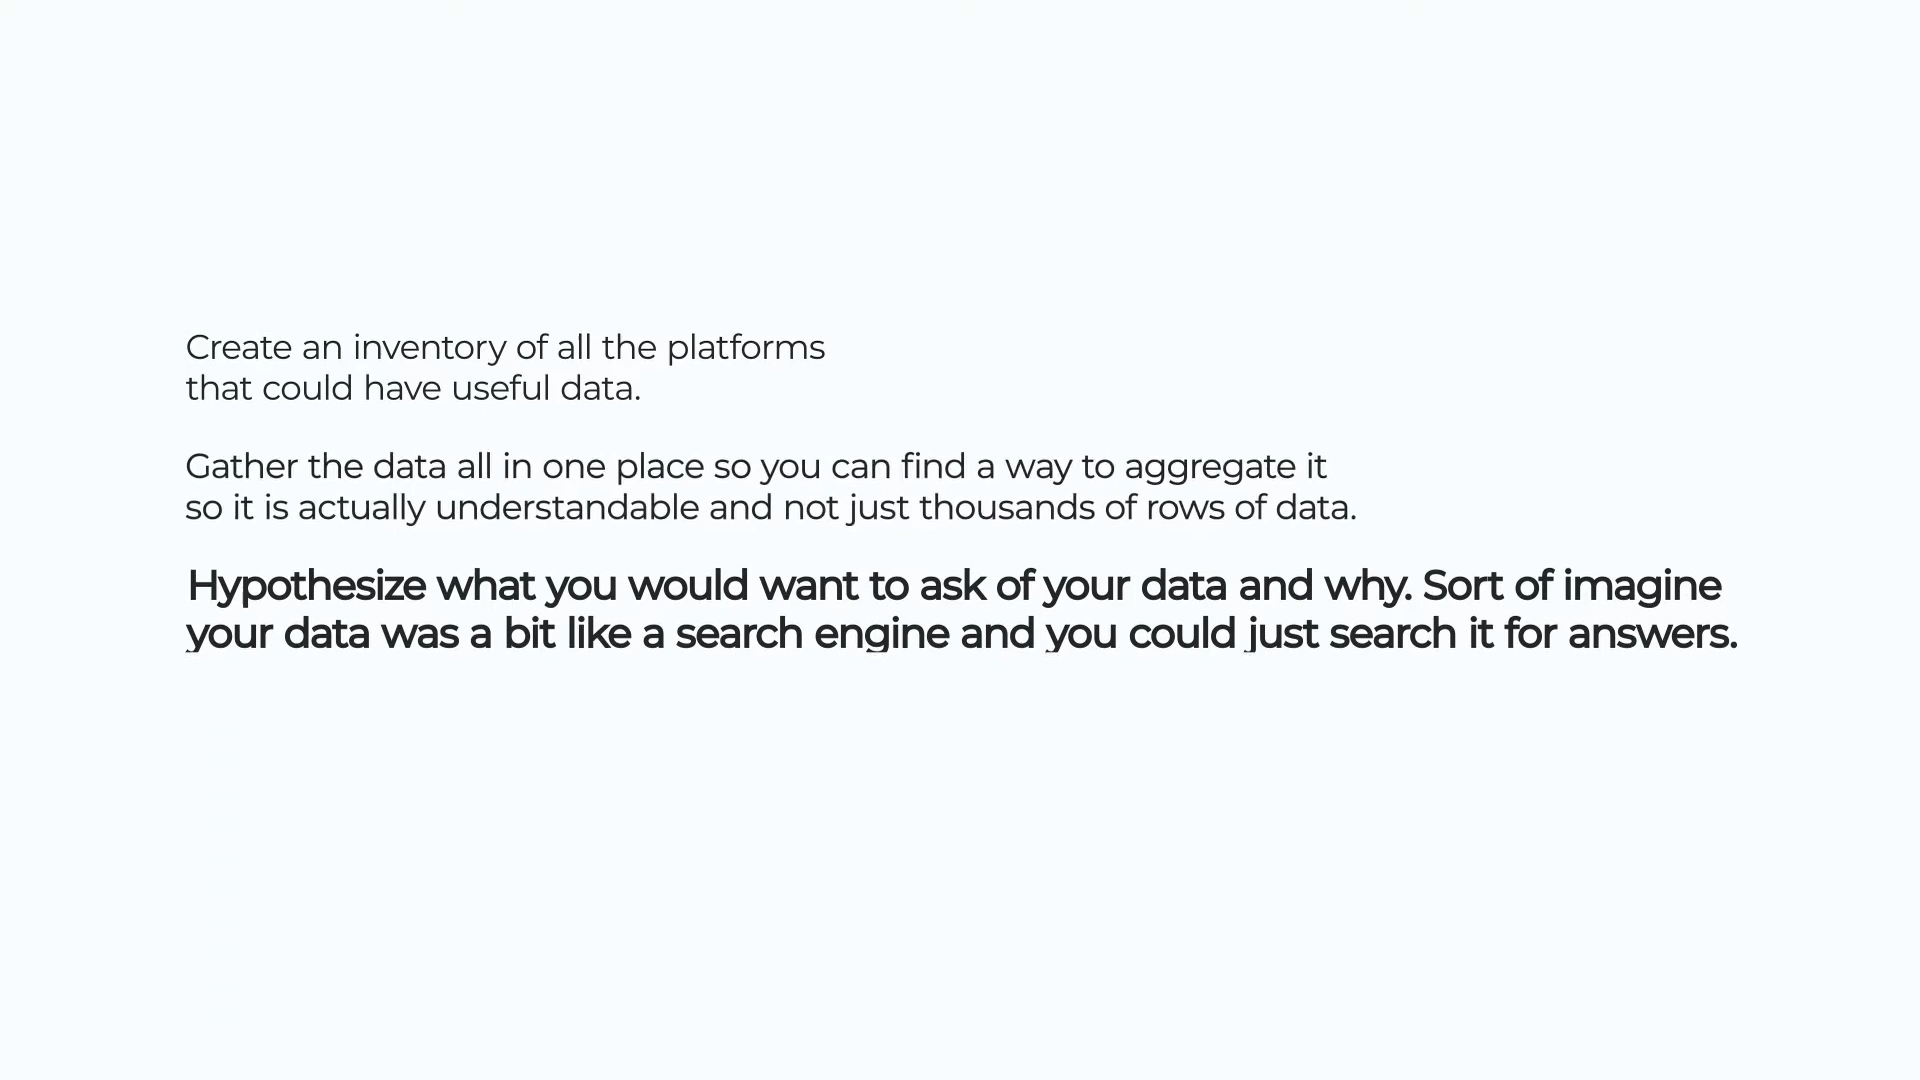 Create an inventory of all the platforms
that could have useful data.
Gather the data all in one place so you can find a way to aggregate it
so it is actually understandable and not just thousands of rows of data.
Hypothesize what you would want to ask of your data and why. Sort of imagine
your data was a bit like a search engine and you could just search it for answers.